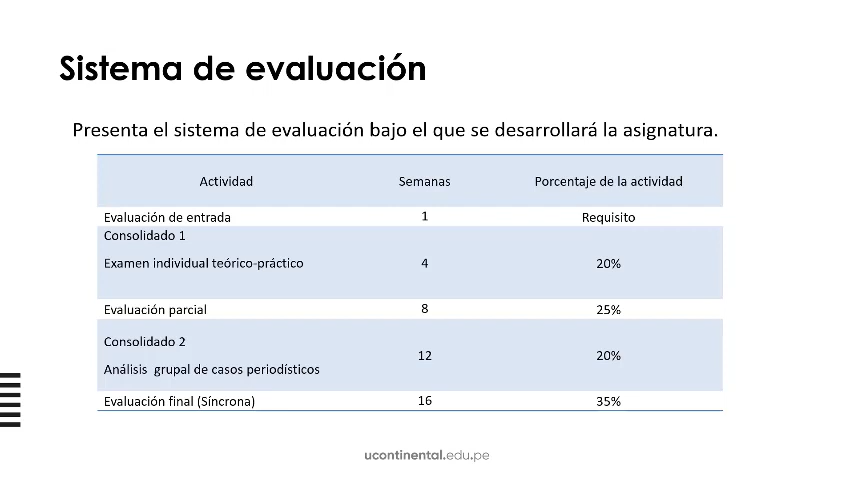 Sistema de evaluación
Presenta el sistema de evaluación bajo el que se desarrollará la asignatura.
Actividad Semanas Porcentaje de la actividad
Evaluación de entrada 1 Requisito
Consolidado 1
Examen individual teórico-práctico 4 20%
Evaluación parcial 8 25%
Consolidado 2
12 20%
Análisis grupal de casos periodísticos
Evaluación final (Síncrona) 16 35%
ucontinental.edu.pe